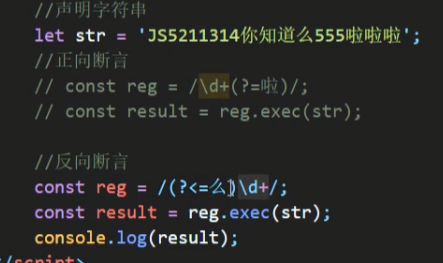 //声明字符串
let str = 'JS5211314你知道么555啦啦啦';
//正向断言
// const reg = /\d+(?=啦)/;
// const result = reg.exec(str);
//反向断言
const reg = /(?<=么)\d+/;
const result = reg.exec(str);
console.log(result);
</script>